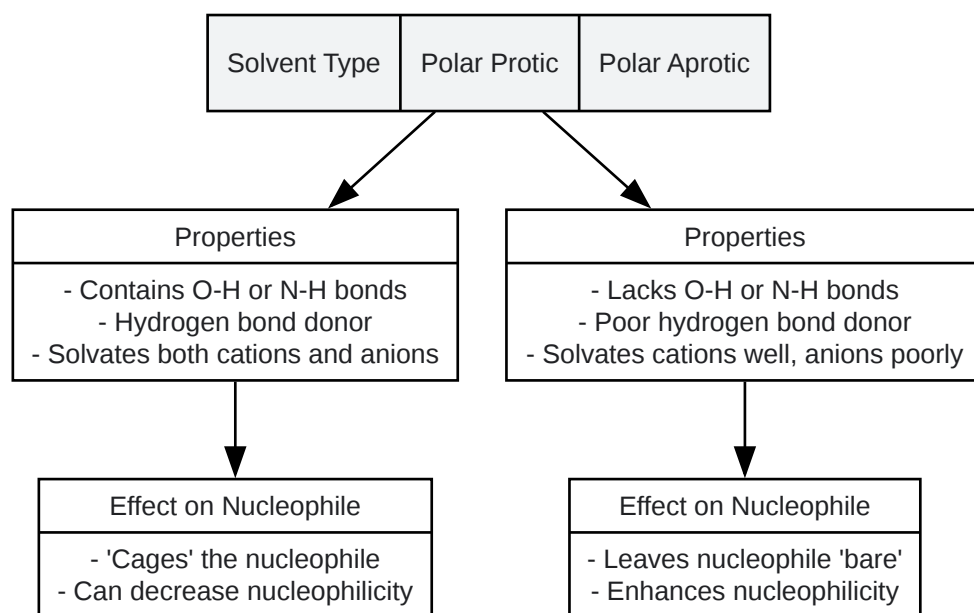 Solvent Type Polar Protic Polar Aprotic
Properties
- Contains O-H or N-H bonds
- Hydrogen bond donor
- Solvates both cations and anions
Properties
- Lacks O-H or N-H bonds
- Poor hydrogen bond donor
- Solvates cations well, anions poorly
Effect on Nucleophile
- 'Cages' the nucleophile
- Can decrease nucleophilicity
Effect on Nucleophile
- Leaves nucleophile 'bare'
- Enhances nucleophilicity